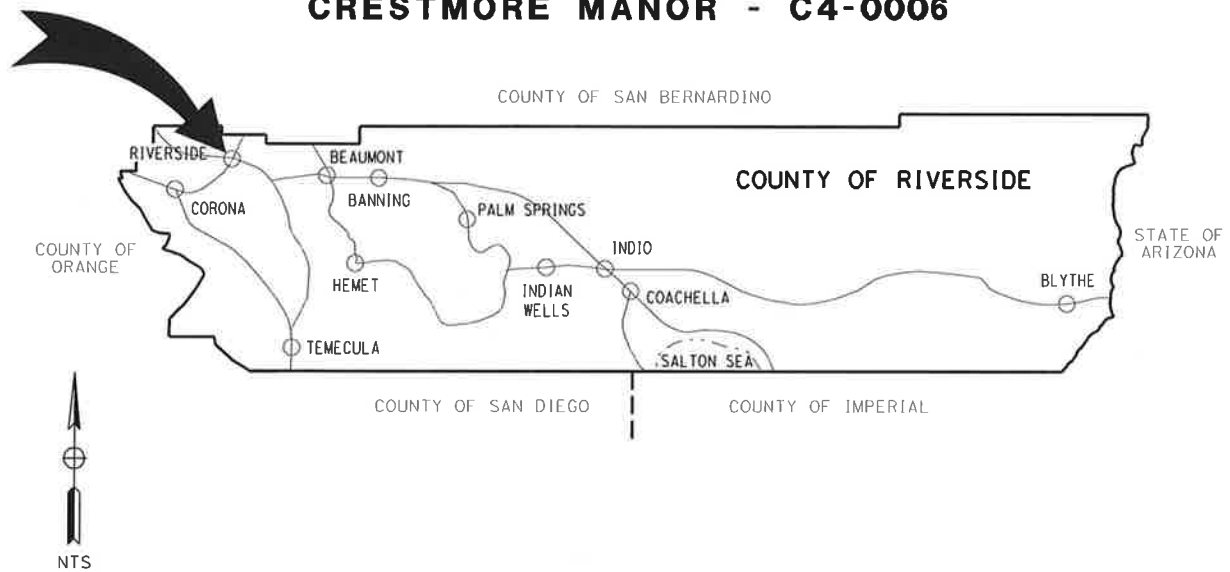 CRESTMORE MANOR - C4-0006
COUNTY OF SAN BERNARDINO
RIVERSIDE
BEAUMONT
COUNTY OF RIVERSIDE
BANNING
CORONA
PALM SPRINGS
STATE OF
ARIZONA
COUNTY OF
ORANGE
INDIO
HEMET
INDIAN
WELLS
COACHELLA
BLYTHE
TEMECULA
SALTON SEA
COUNTY OF SAN DIEGO
COUNTY OF IMPERIAL
NTS